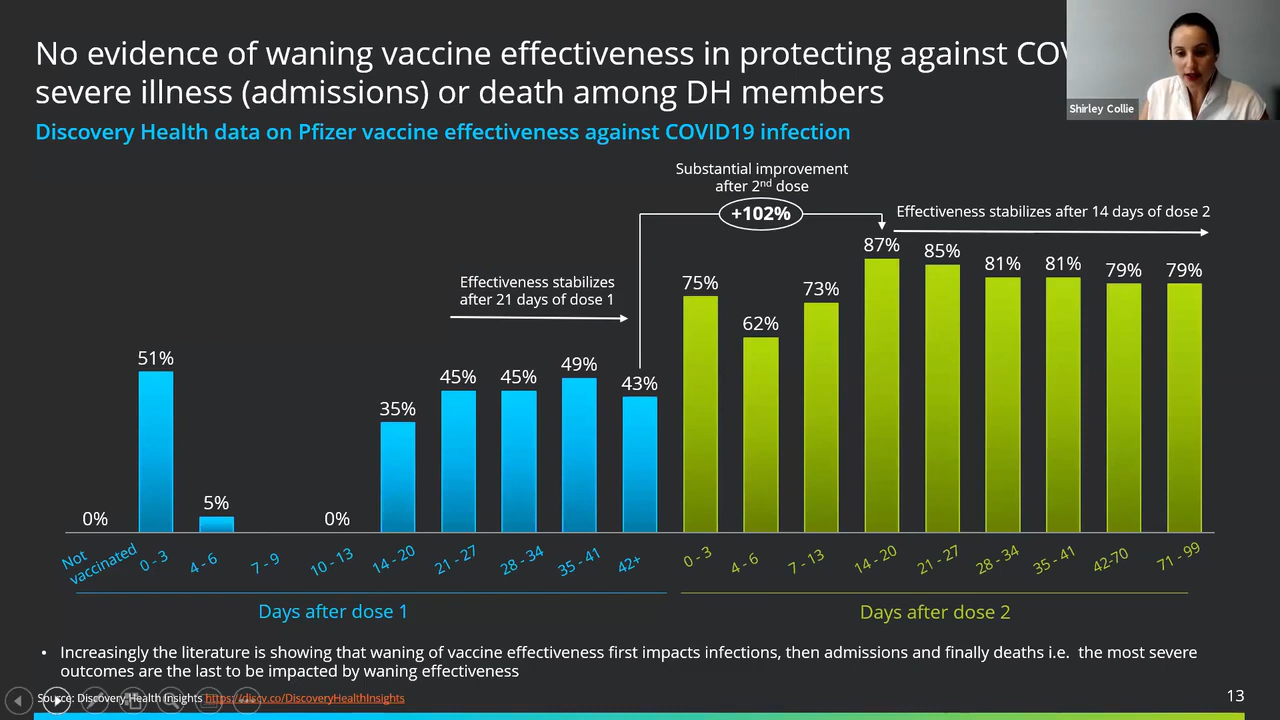 No evidence of waning vaccine effectiveness in protecting against COV
severe illness (admissions) or death among DH members
Shirley Collie
Discovery Health data on Pfizer vaccine effectiveness against COVID19 infection
Substantial improvement
after 2nd dose
+102%
Effectiveness stabilizes after 14 days of dose 2
Effectiveness stabilizes
after 21 days of dose 1
0%
51%
5%
0%
35%
45%
45%
49%
43%
75%
62%
73%
87%
85%
81%
81%
79%
79%
Not
vaccinated
0 - 3
4 - 6
7 - 9
10 - 13
14 - 20
21 - 27
28 - 34
35 - 41
42+
0 - 3
4 - 6
7 - 13
14 - 20
21 - 27
28 - 34
35 - 41
42-70
71 - 99
Days after dose 1
Days after dose 2
• Increasingly the literature is showing that waning of vaccine effectiveness first impacts infections, then admissions and finally deaths i.e. the most severe
outcomes are the last to be impacted by waning effectiveness
Source: Discovery Health Insights https://discv.co/DiscoveryHealthInsights
13